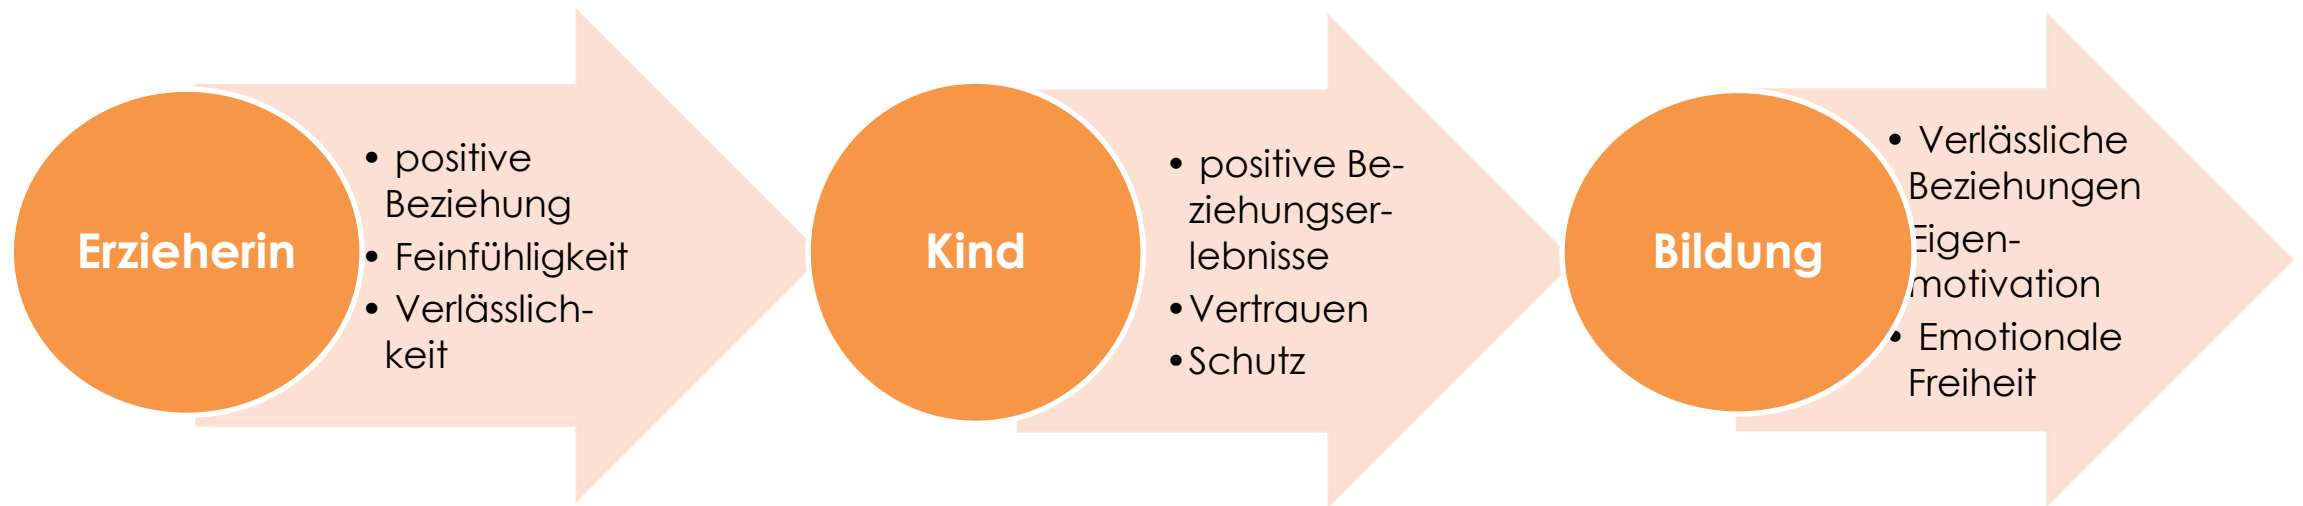 Erzieherin
• positive
Beziehung
• Feinfühligkeit
• Verlässlich-
keit
Kind
• positive Be-
ziehungser-
lebnisse
•Vertrauen
•Schutz
Bildung
• Verlässliche
Beziehungen
Eigen-
motivation
• Emotionale
Freiheit